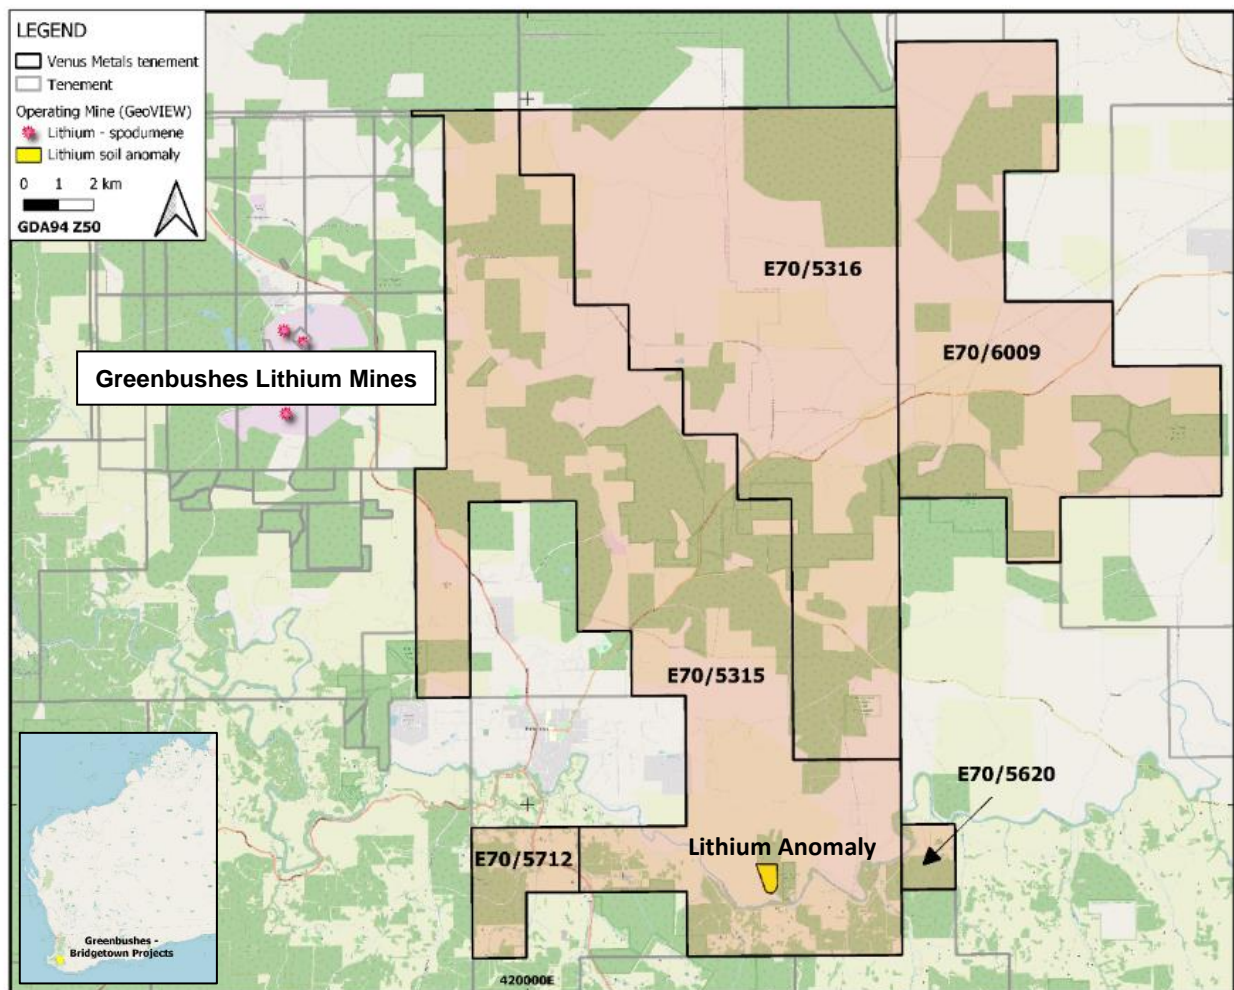 LEGEND
Venus Metals tenement
Tenement
Operating Mine (GeoVIEW)
Lithium - spodumene
Lithium soil anomaly
0 1 2 km
GDA94 Z50
E70/5316
E70/6009
Greenbushes Lithium Mines
E70/5315
E70/5620
Lithium Anomaly
E70/5712
Greenbushes -
Bridgetown Projects
420000E